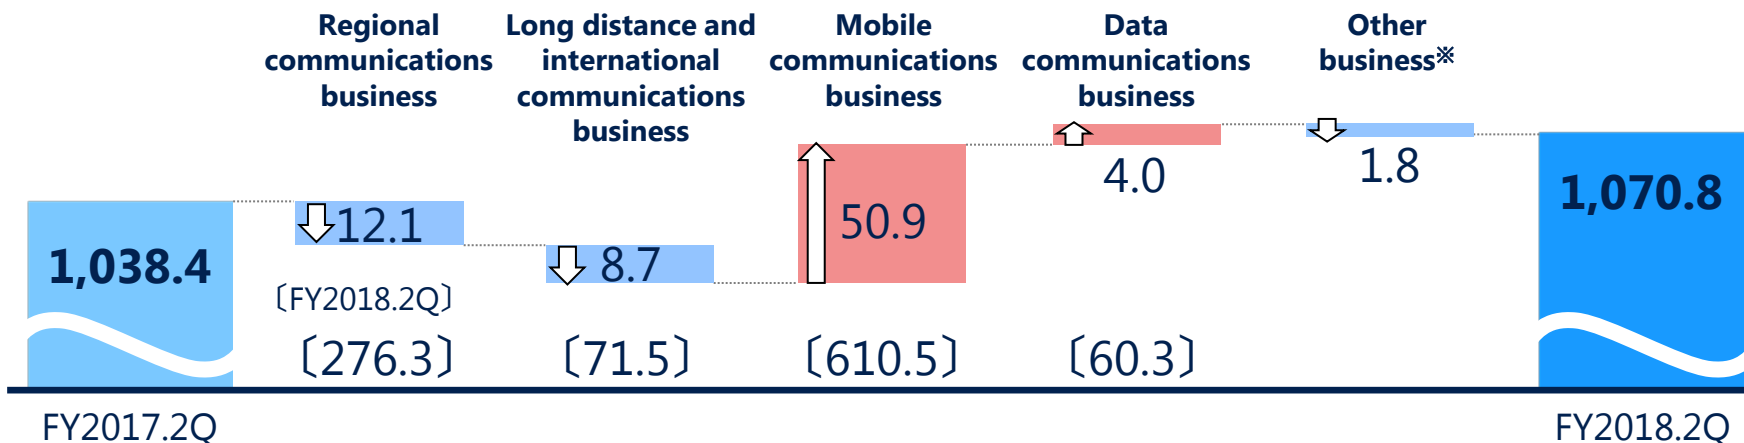 Regional
communications
business
Long distance and
international
communications
business
Mobile
communications
business
Data
communications
business
Other
business※
1,038.4
12.1
8.7
50.9
4.0
1.8
1,070.8
〔FY2018.2Q〕
〔276.3〕
〔71.5〕
〔610.5〕
〔60.3〕
FY2017.2Q
FY2018.2Q